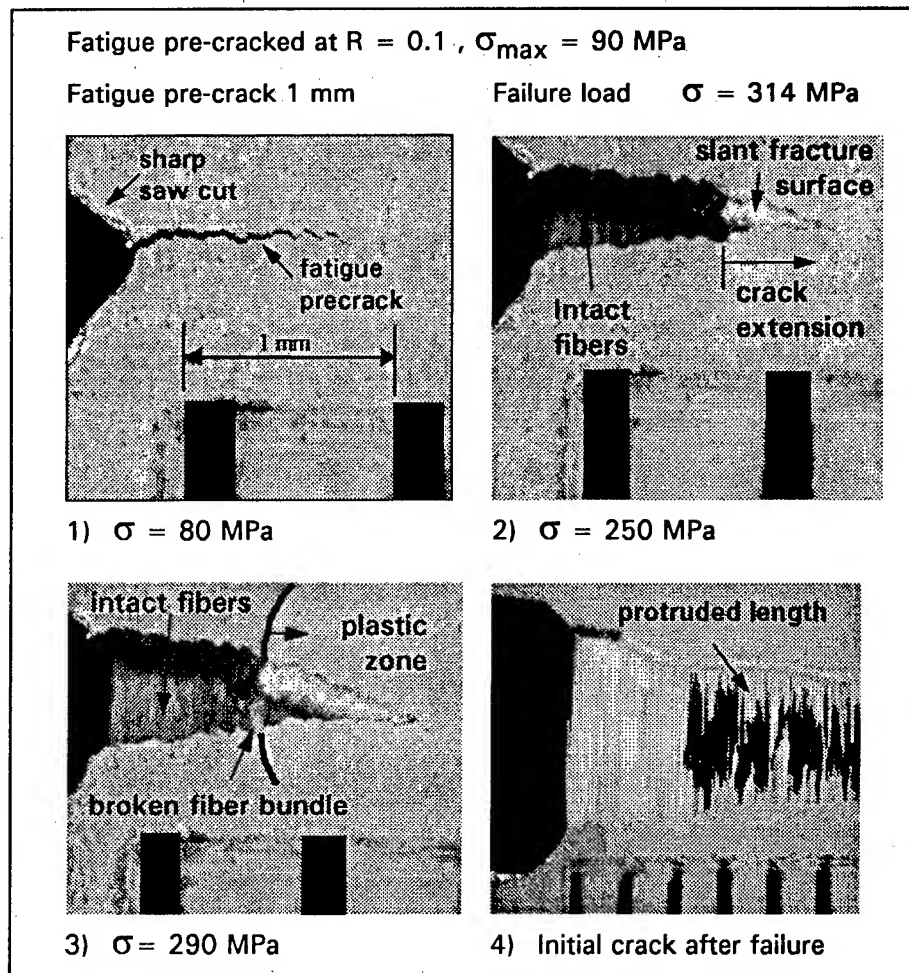 Fatigue pre-cracked at R = 0.1 , σmax = 90 MPa
Fatigue pre-crack 1 mm
Failure load σ = 314 MPa
sharp
saw cut
fatigue
precrack
1 mm
1) σ = 80 MPa
slant fracture
surface
Intact
fibers
crack
extension
2) σ = 250 MPa
intact fibers
plastic
zone
broken fiber bundle
3) σ = 290 MPa
protruded length
4) Initial crack after failure